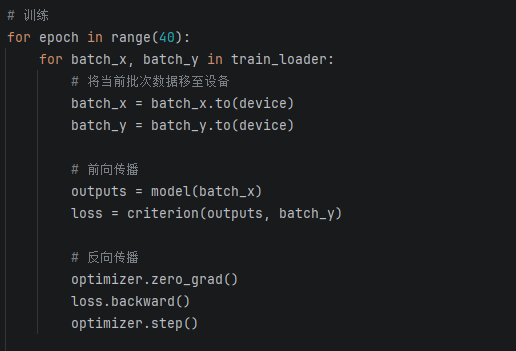 # 训练
for epoch in range(40):
    for batch_x, batch_y in train_loader:
        # 将当前批次数据移至设备
        batch_x = batch_x.to(device)
        batch_y = batch_y.to(device)

        # 前向传播
        outputs = model(batch_x)
        loss = criterion(outputs, batch_y)

        # 反向传播
        optimizer.zero_grad()
        loss.backward()
        optimizer.step()